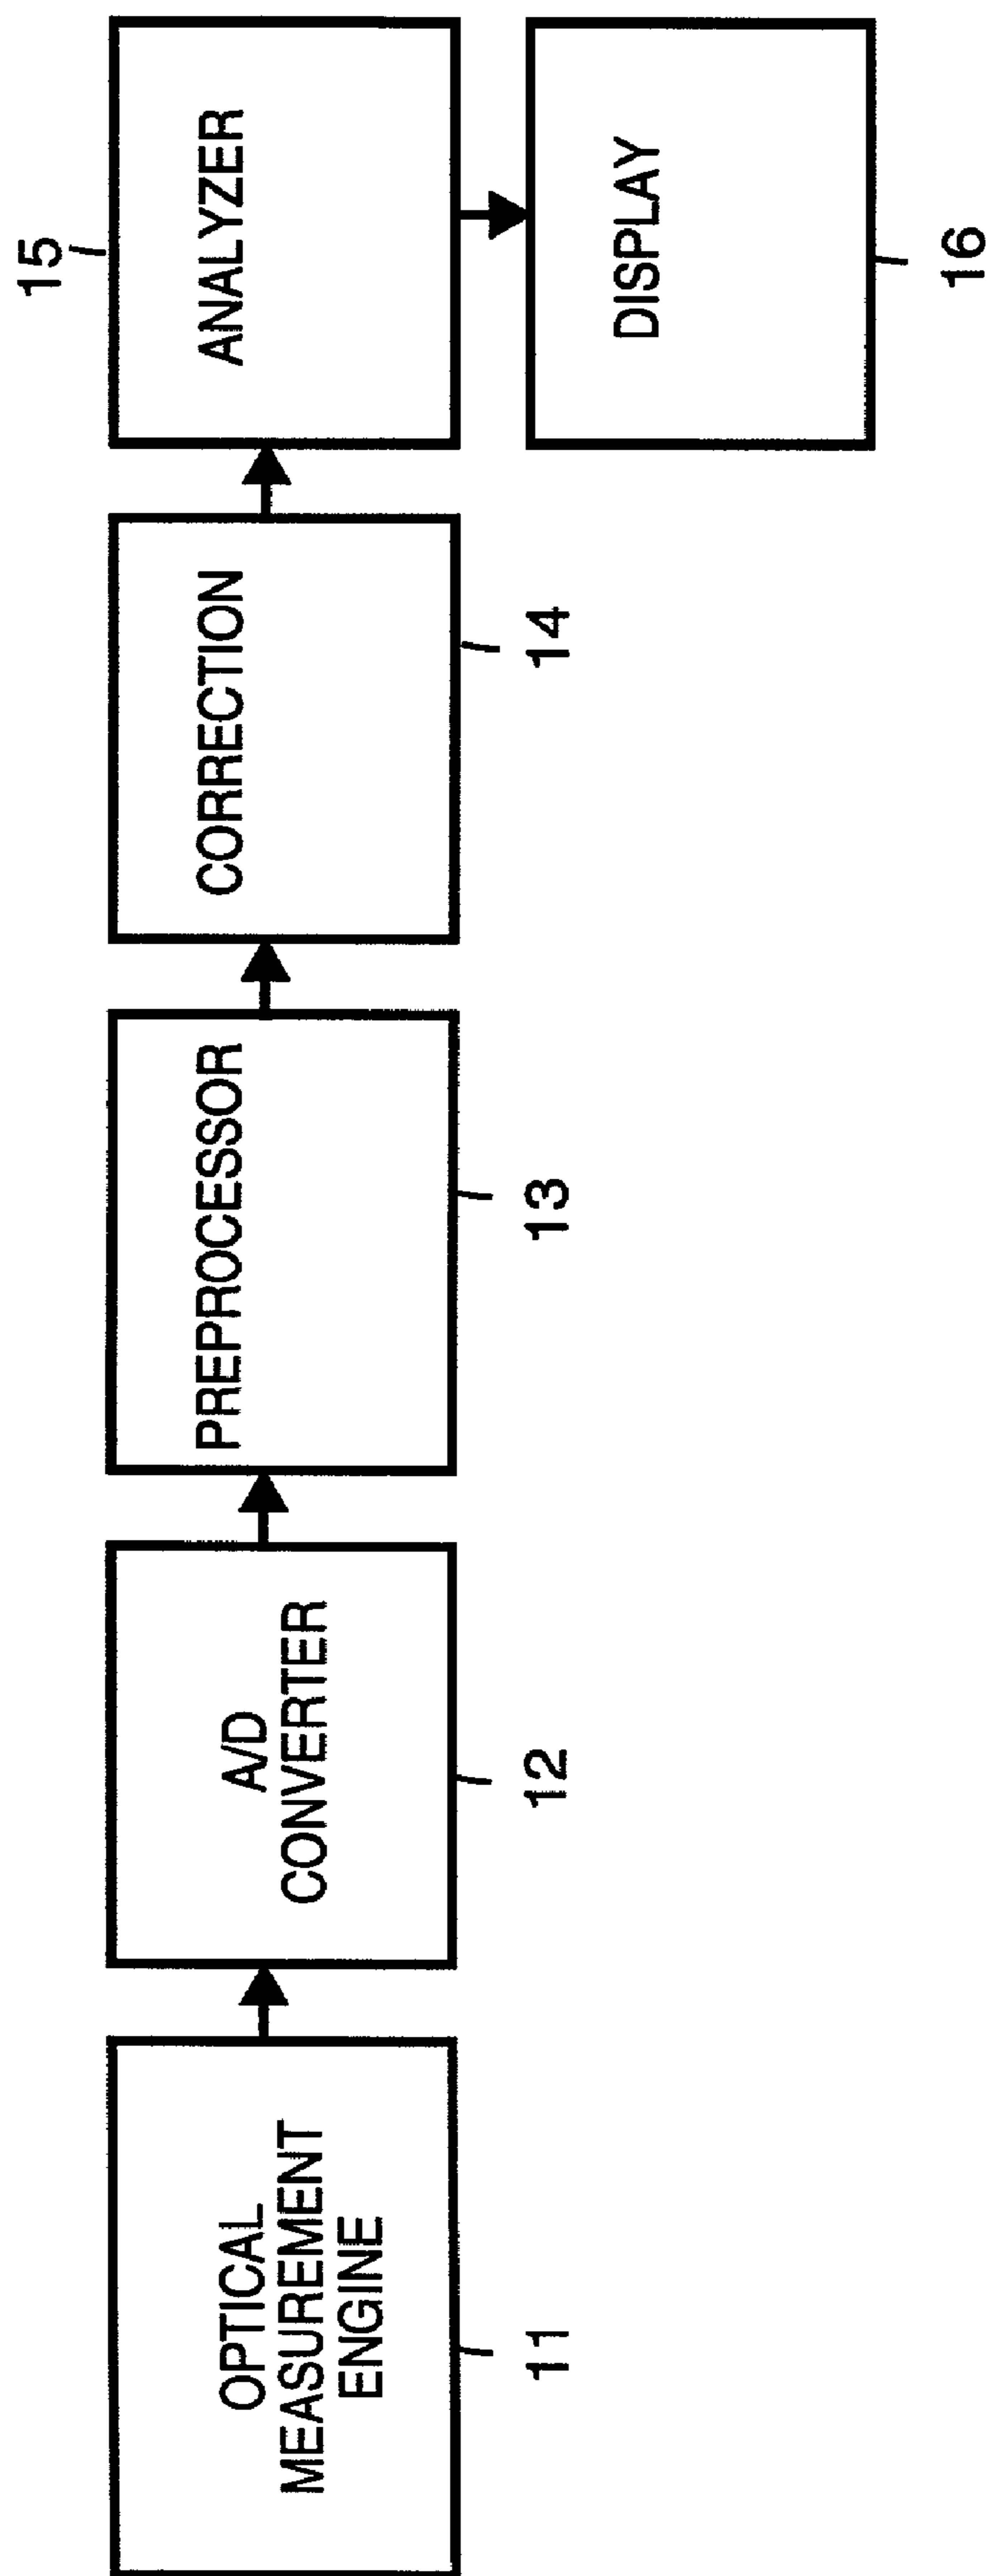 OPTICAL
MEASUREMENT
ENGINE
11
A/D
CONVERTER
12
PREPROCESSOR
13
CORRECTION
14
15
ANALYZER
DISPLAY
16